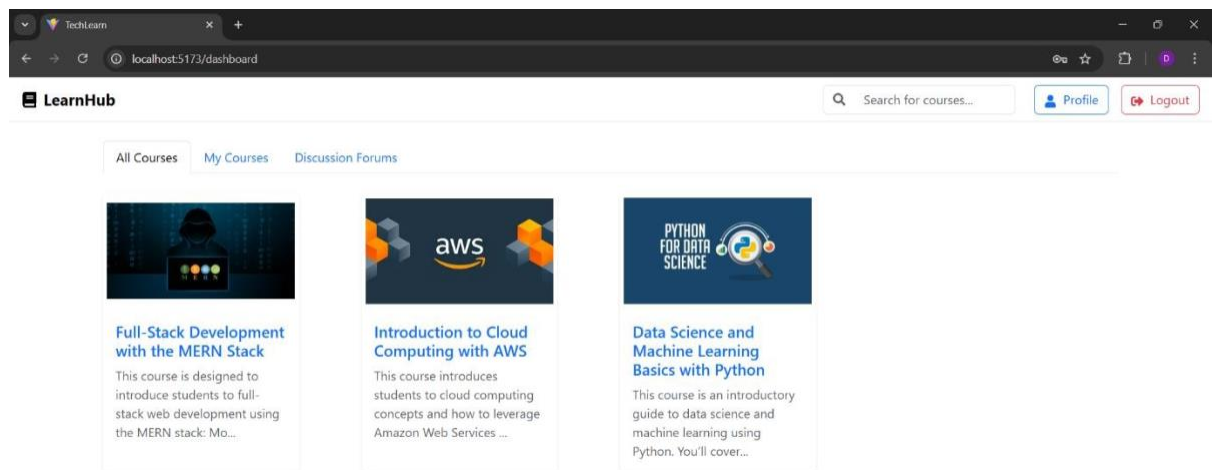 TechLearn
localhost:5173/dashboard
D
LearnHub
Search for courses...
Profile
Logout
All Courses
My Courses
Discussion Forums
MERN
aws
PYTHON
FOR DATA
SCIENCE
Full-Stack Development
with the MERN Stack
This course is designed to
introduce students to full-
stack web development using
the MERN stack: Mo...
Introduction to Cloud
Computing with AWS
This course introduces
students to cloud computing
concepts and how to leverage
Amazon Web Services ...
Data Science and
Machine Learning
Basics with Python
This course is an introductory
guide to data science and
machine learning using
Python. You'll cover...